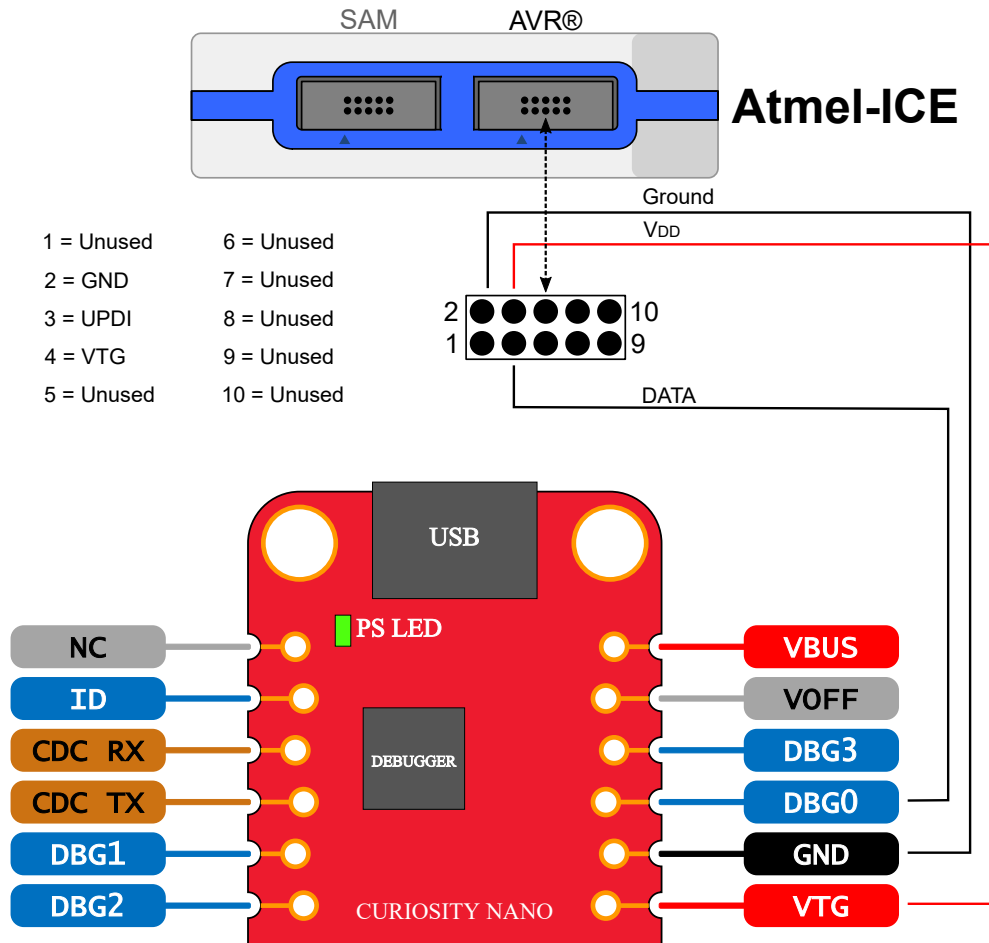 SAM
AVR®
Atmel-ICE
Ground
VDD
1 = Unused
2 = GND
3 = UPDI
4 = VTG
5 = Unused
6 = Unused
7 = Unused
8 = Unused
9 = Unused
10 = Unused
2
10
1
9
DATA
USB
PS LED
DEBUGGER
CURIOSITY NANO
NC
ID
CDC RX
CDC TX
DBG1
DBG2
VBUS
VOFF
DBG3
DBG0
GND
VTG